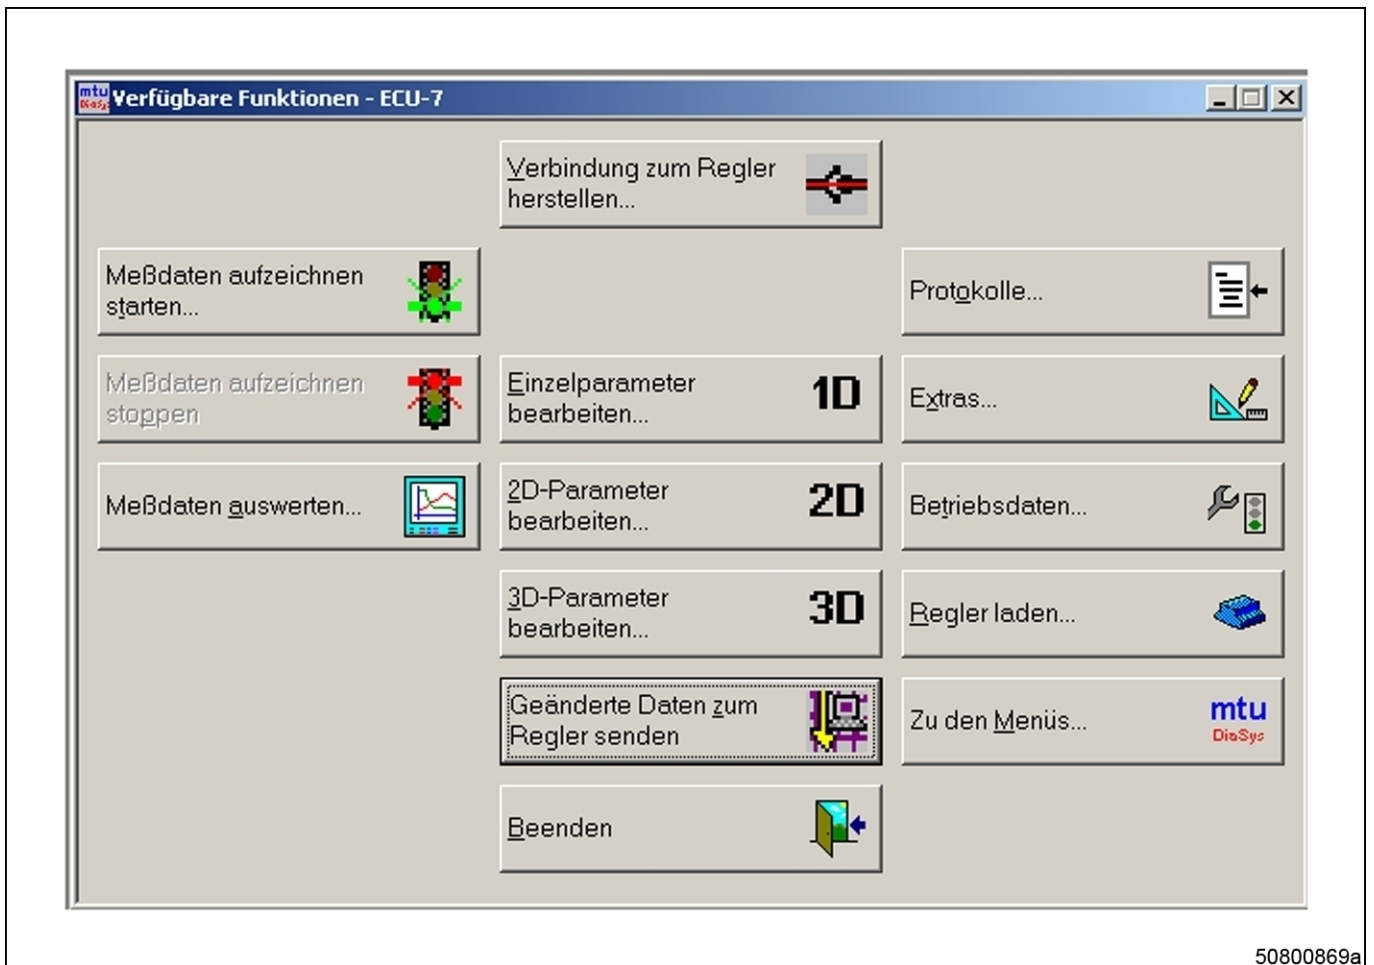 mtu
DiaSys
Verfügbare Funktionen - ECU-7
Verbindung zum Regler
herstellen...
Meßdaten aufzeichnen
starten...
Protokolle...
Meßdaten aufzeichnen
stoppen
Einzelparameter
bearbeiten...
1D
Extras...
Meßdaten auswerten...
2D-Parameter
bearbeiten...
2D
Betriebsdaten...
3D-Parameter
bearbeiten...
3D
Regler laden...
Geänderte Daten zum
Regler senden
Zu den Menüs...
mtu
DiaSys
Beenden
50800869a